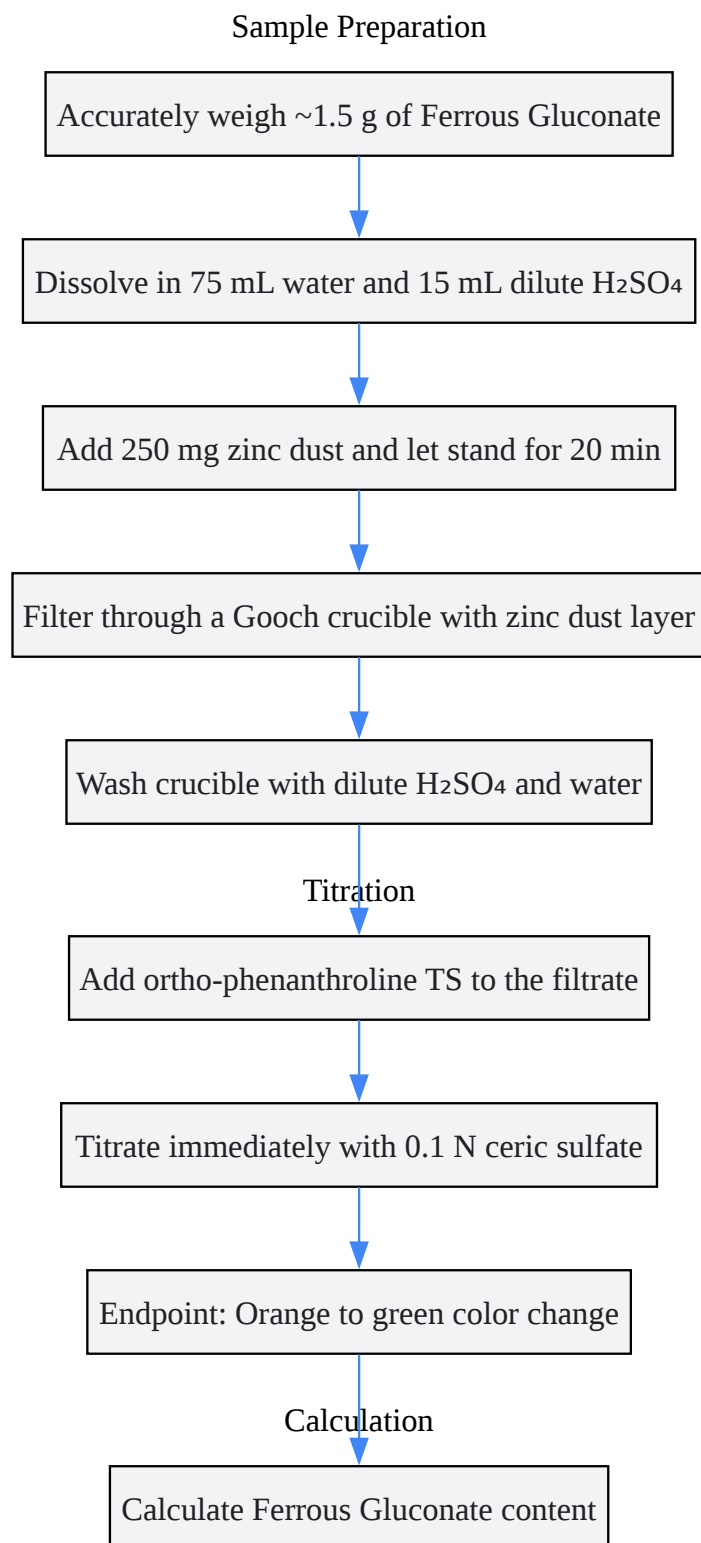 Sample Preparation
Accurately weigh ~1.5 g of Ferrous Gluconate
Dissolve in 75 mL water and 15 mL dilute H₂SO₄
Add 250 mg zinc dust and let stand for 20 min
Filter through a Gooch crucible with zinc dust layer
Wash crucible with dilute H₂SO₄ and water
Titration
Add ortho-phenanthroline TS to the filtrate
Titrate immediately with 0.1 N ceric sulfate
Endpoint: Orange to green color change
Calculation
Calculate Ferrous Gluconate content